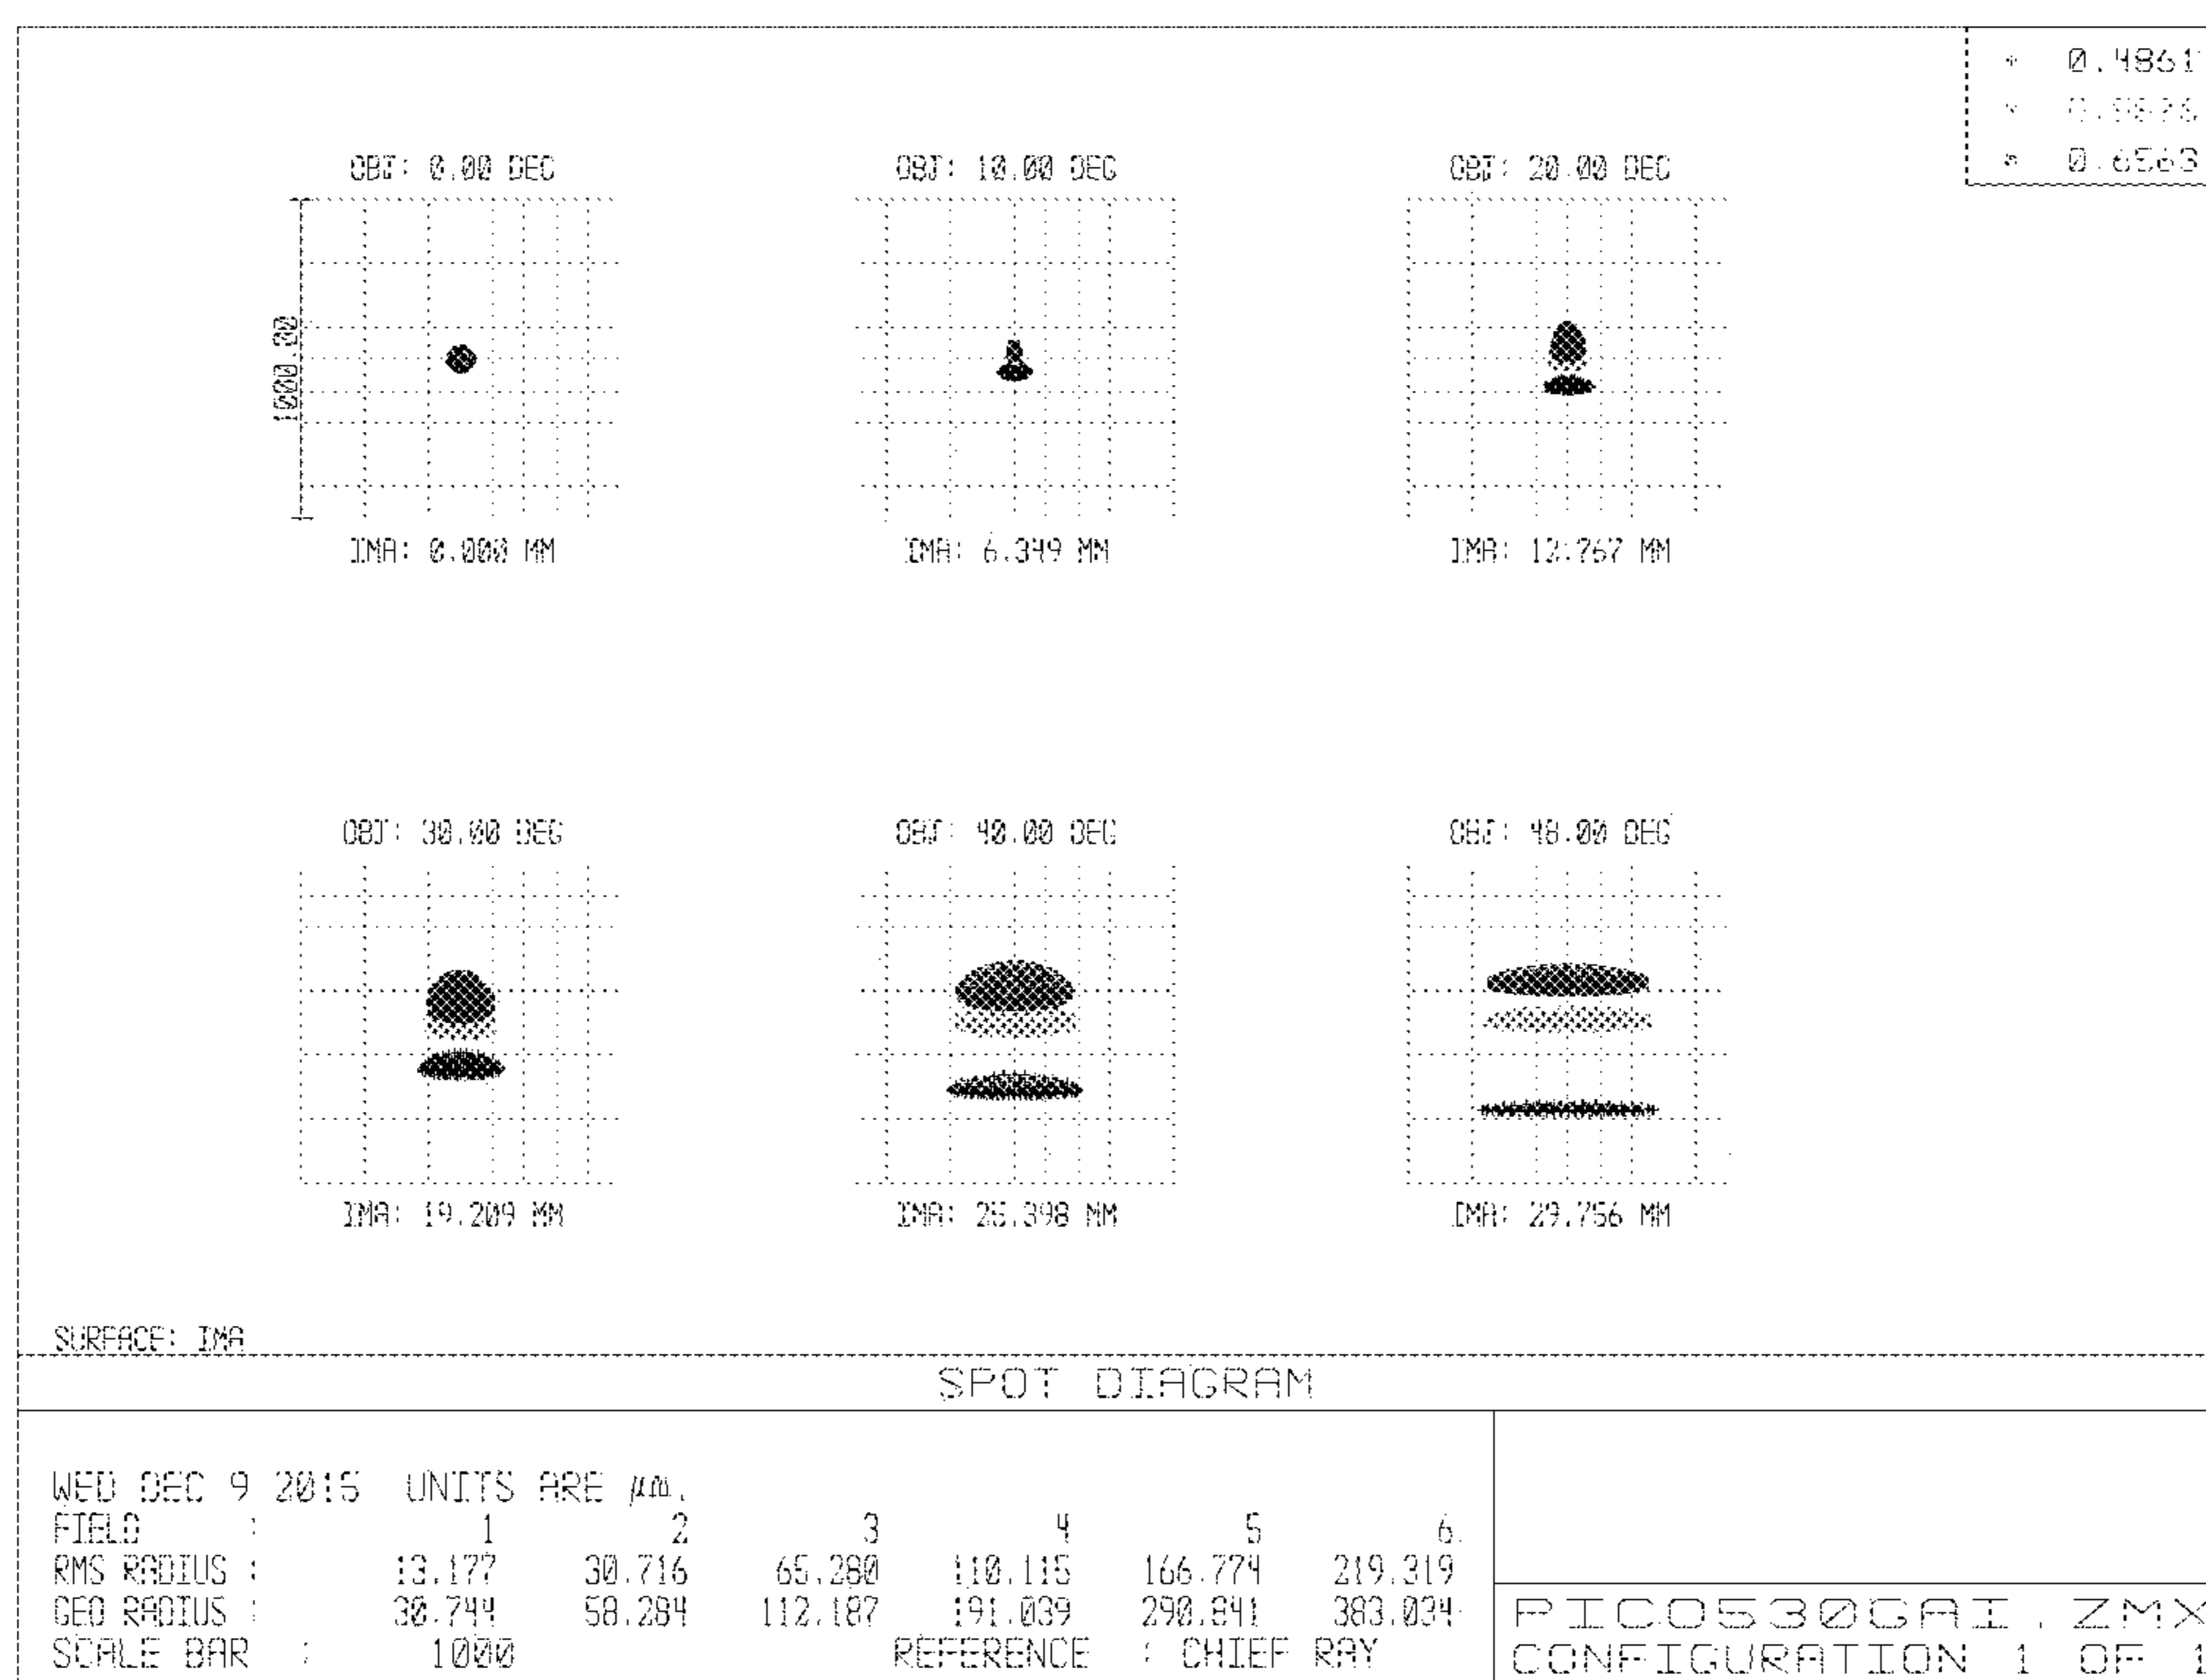 0.4861
0.6563
OBJ: 0.00 DEG
OBJ: 10.00 DEG
OBJ: 20.00 DEG
1000.00
IMA: 0.000 MM
IMA: 6.349 MM
IMA: 12.767 MM
OBJ: 30.00 DEG
OBJ: 40.00 DEG
OBJ: 48.00 DEG
IMA: 19.209 MM
IMA: 25.398 MM
IMA: 29.756 MM
SURFACE: IMA
SPOT DIAGRAM
WED DEC 9 2015 UNITS ARE µm.
FIELD : 1 2 3 4 5 6
RMS RADIUS : 13.177 30.716 65.280 110.115 166.774 219.319
GEO RADIUS : 30.744 58.284 112.187 191.039 290.841 383.034
SCALE BAR : 1000 REFERENCE : CHIEF RAY
PICO530GAI.ZMX
CONFIGURATION 1 OF 1